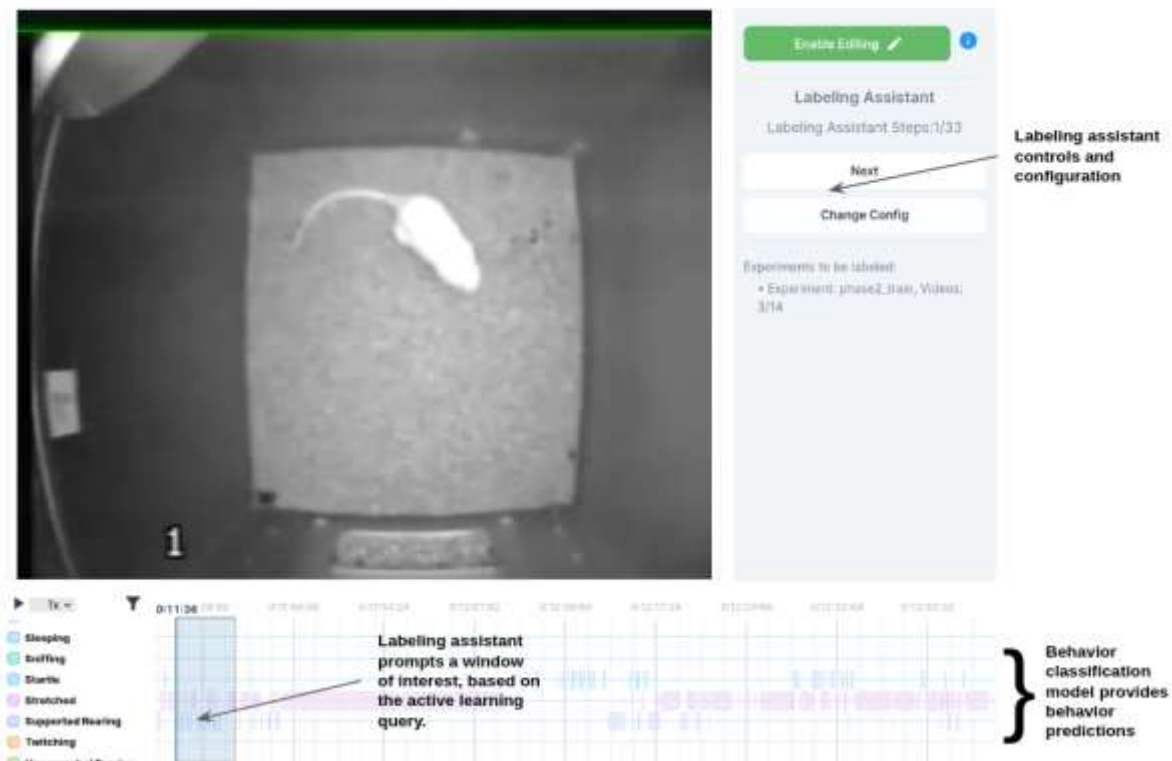 Enable Editing
Labeling Assistant
Labeling Assistant Steps:1/33
Next
Change Config
Experiments to be labeled:
• Experiment: phase2_train, Videos:
3/14
Labeling assistant
controls and
configuration
1
1x
0:11:36
Sleeping
Sniffing
Startle
Stretched
Supported Rearing
Twitching
Labeling assistant
prompts a window
of interest, based on
the active learning
query.
Behavior
classification
model provides
behavior
predictions